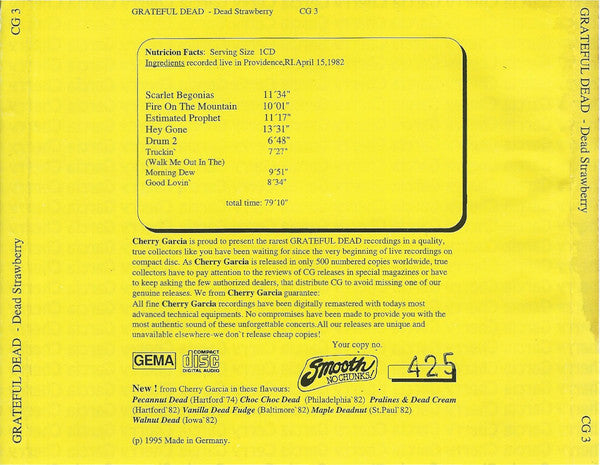 CG 3
GRATEFUL DEAD - Dead Strawberry
GRATEFUL DEAD - Dead Strawberry CG 3
Nutricion Facts: Serving Size 1CD
Ingredients recorded live in Providence,RI.April 15,1982
Scarlet Begonias 11´34"
Fire On The Mountain 10´01"
Estimated Prophet 11´17"
Hey Gone 13´31"
Drum 2 6´48"
Truckin` 7´27"
(Walk Me Out In The)
Morning Dew 9´51"
Good Lovin` 8´34"
total time: 79´10"
Cherry Garcia is proud to present the rarest GRATEFUL DEAD recordings in a quality,
true collectors like you have been waiting for since the very beginning of live recordings on
compact disc. As Cherry Garcia is released in only 500 numbered copies worldwide, true
collectors have to pay attention to the reviews of CG releases in special magazines or have
to keep asking the few authorized dealers, that distribute CG to avoid missing one of our
genuine releases. We from Cherry Garcia guarantee:
All fine Cherry Garcia recordings have been digitally remastered with todays most
advanced technical equipments. No compromises have been made to provide you with the
most authentic sound of these unforgettable concerts.All our releases are unique and
unavailable elsewhere-we don`t release cheap copies!
Your copy no.
GEMA
COMPACT
disc
DIGITAL AUDIO
Smooth
NO CHUNKS!
425
New ! from Cherry Garcia in these flavours:
Pecannut Dead (Hartford`74) Choc Choc Dead (Philadelphia`82) Pralines & Dead Cream
(Hartford`82) Vanilla Dead Fudge (Baltimore`82) Maple Deadnut (St.Paul`82)
Walnut Dead (Iowa`82)
(p) 1995 Made in Germany.
GRATEFUL DEAD - Dead Strawberry
CG 3